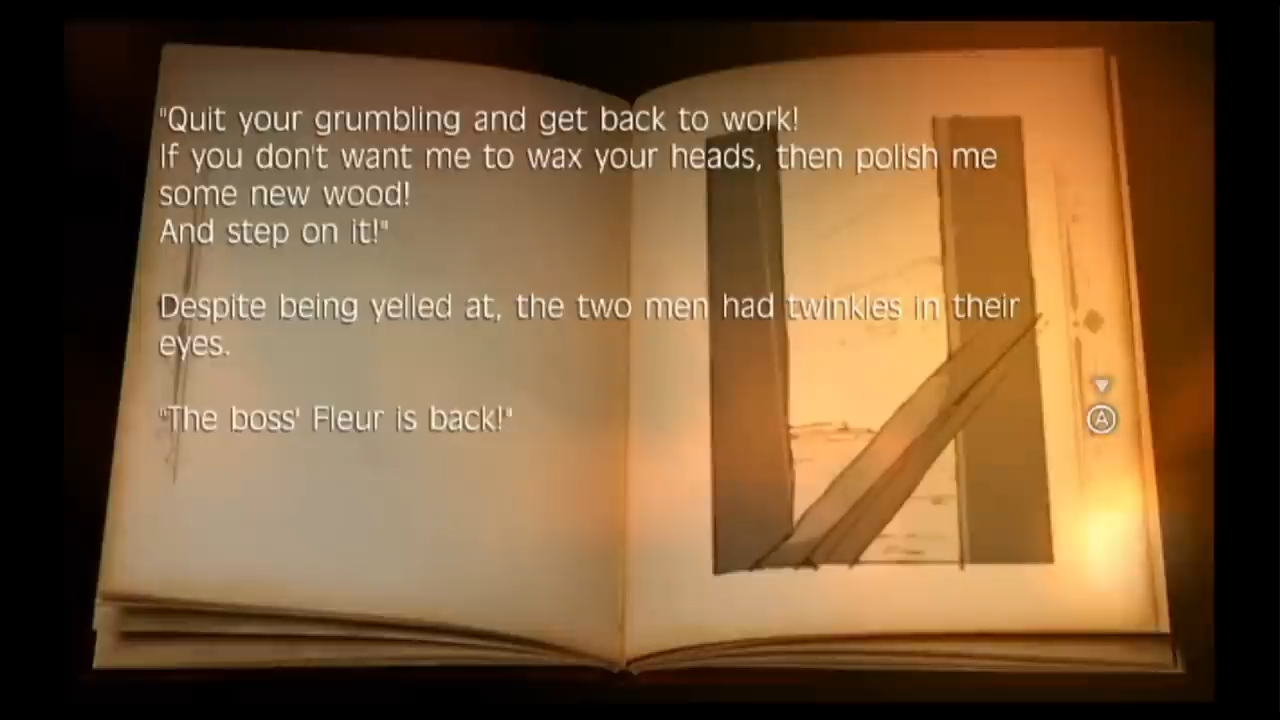 "Quit your grumbling and get back to work!
If you don't want me to wax your heads, then polish me
some new wood!
And step on it!"
Despite being yelled at, the two men had twinkles in their
eyes.
"The boss' Fleur is back!"
A